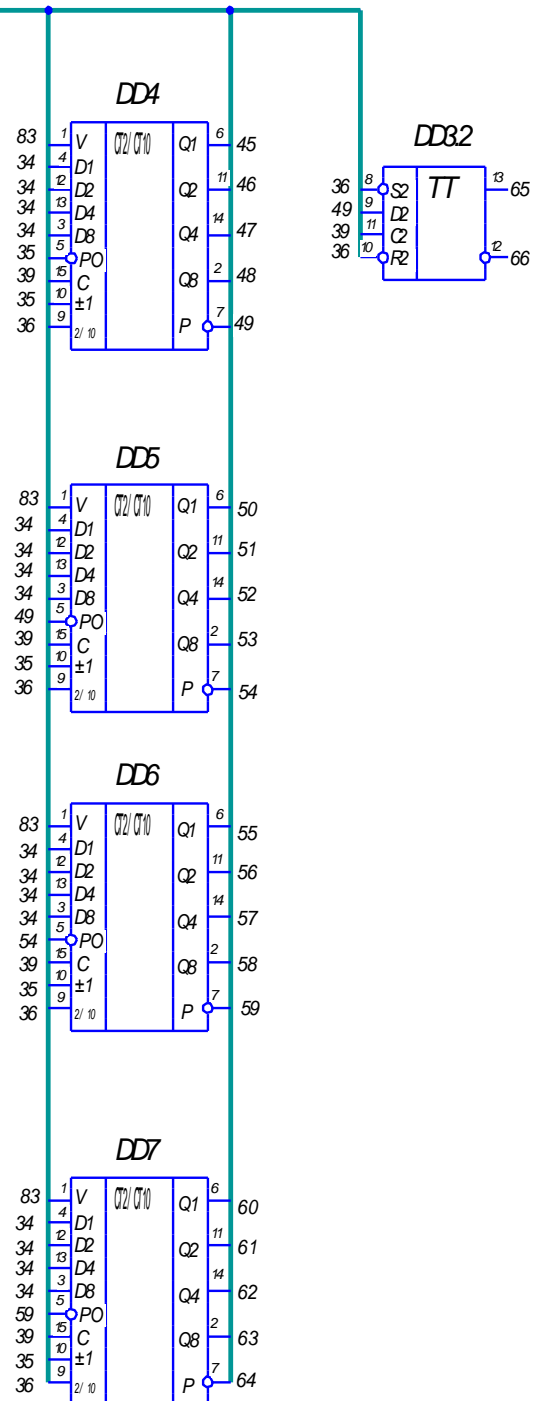 DD4
83 1 V CT2/CT10 Q1 6 45
34 4 D1
34 12 D2 Q2 11 46
34 13 D4
34 3 D8 Q4 14 47
35 5 PO
39 15 C Q8 2 48
35 10 ±1
36 9 2/10 P 7 49
DD3.2
36 8 S2 TT 13 65
49 9 D2
39 11 C2
36 10 R2 12 66
DD5
83 1 V CT2/CT10 Q1 6 50
34 4 D1
34 12 D2 Q2 11 51
34 13 D4
34 3 D8 Q4 14 52
49 5 PO
39 15 C Q8 2 53
35 10 ±1
36 9 2/10 P 7 54
DD6
83 1 V CT2/CT10 Q1 6 55
34 4 D1
34 12 D2 Q2 11 56
34 13 D4
34 3 D8 Q4 14 57
54 5 PO
39 15 C Q8 2 58
35 10 ±1
36 9 2/10 P 7 59
DD7
83 1 V CT2/CT10 Q1 6 60
34 4 D1
34 12 D2 Q2 11 61
34 13 D4
34 3 D8 Q4 14 62
59 5 PO
39 15 C Q8 2 63
35 10 ±1
36 9 2/10 P 7 64